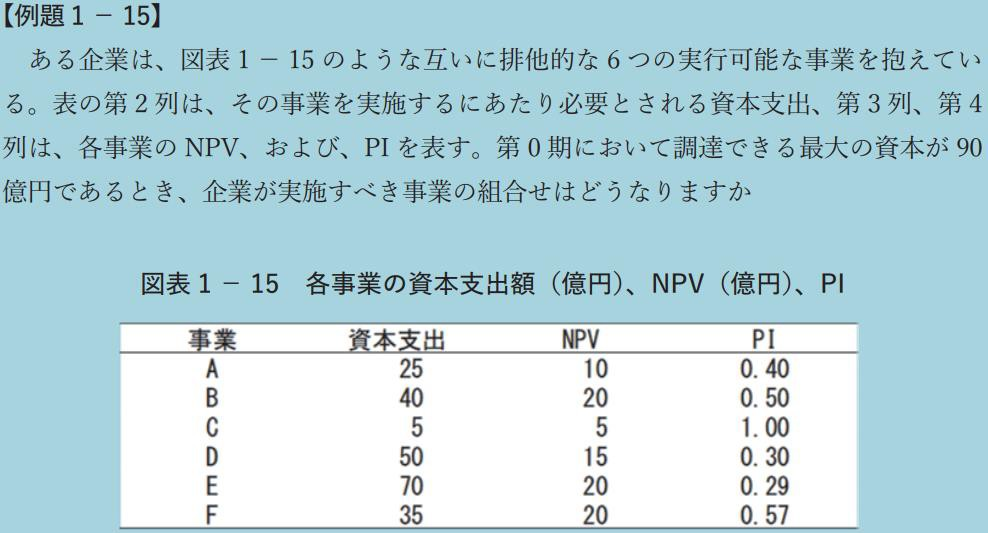 【例題1－15】
ある企業は、図表1－15のような互いに排他的な6つの実行可能な事業を抱えてい
る。表の第2列は、その事業を実施するにあたり必要とされる資本支出、第3列、第4
列は、各事業のNPV、および、PIを表す。第0期において調達できる最大の資本が90
億円であるとき、企業が実施すべき事業の組合せはどうなりますか
図表1－15　各事業の資本支出額（億円）、NPV（億円）、PI
事業 資本支出 NPV PI
A 25 10 0.40
B 40 20 0.50
C 5 5 1.00
D 50 15 0.30
E 70 20 0.29
F 35 20 0.57